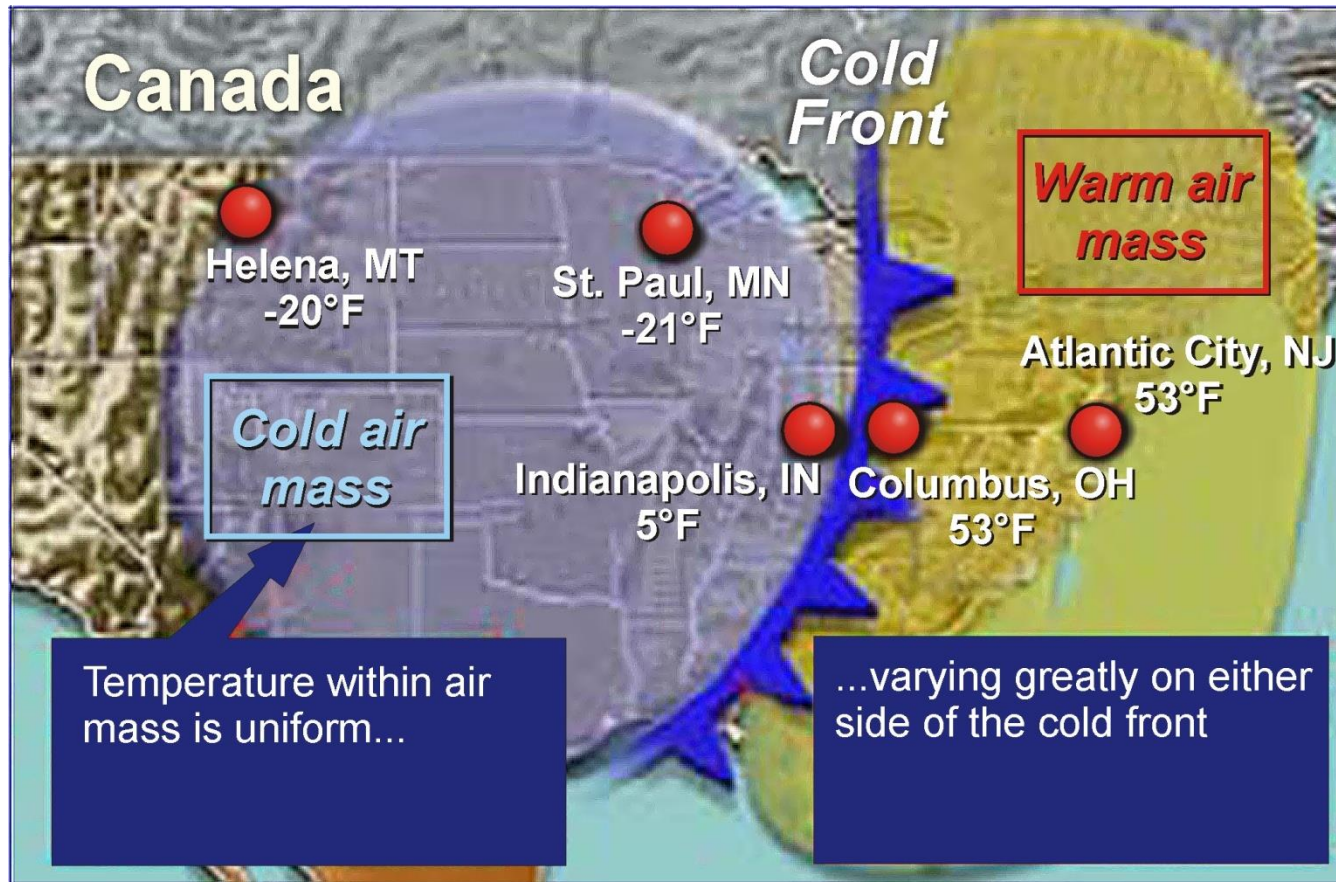 Canada
Cold
Front
Warm air
mass
Helena, MT
-20°F
St. Paul, MN
-21°F
Atlantic City, NJ
53°F
Cold air
mass
Indianapolis, IN
5°F
Columbus, OH
53°F
Temperature within air
mass is uniform...
...varying greatly on either
side of the cold front